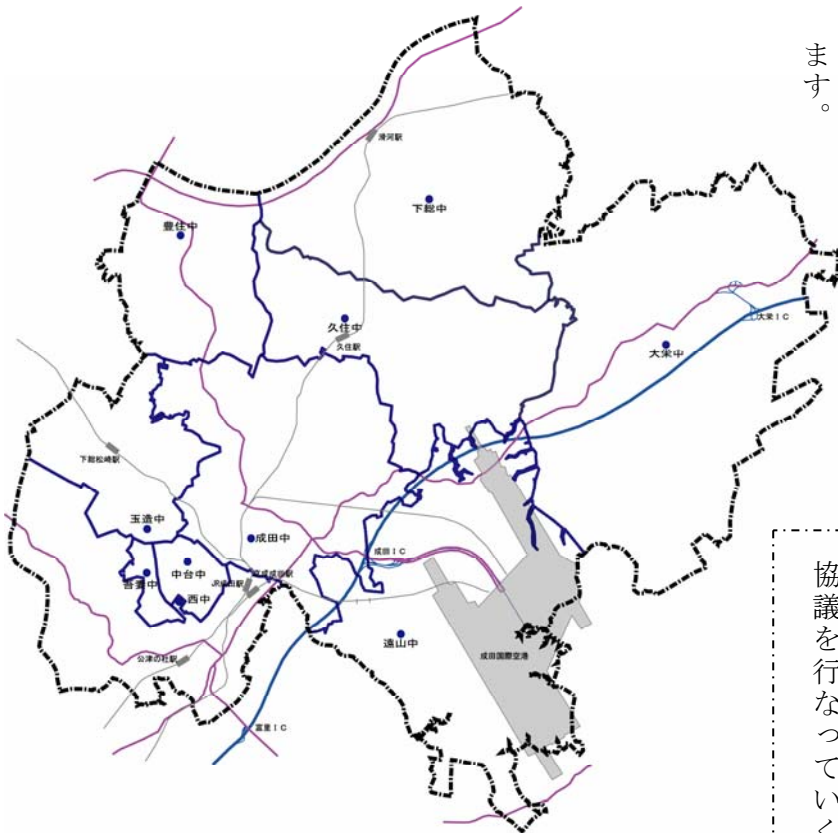 ます。
協議を行なっていく
滑河駅
下総中
豊住中
久住中
久住駅
大栄ＩＣ
大栄中
下総松崎駅
玉造中
成田中
成田ＩＣ
中台中
吾妻中
西中
JR成田駅
京成成田駅
遠山中
成田国際空港
公津の杜駅
富里ＩＣ